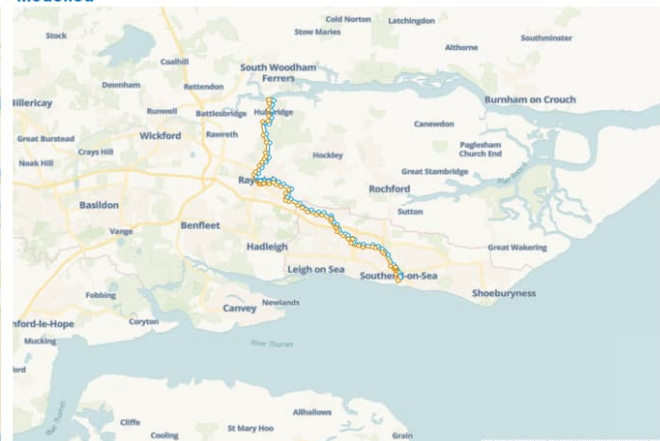 Modelled
Cold Norton
Latchingdon
Stock
Stow Maries
Southminster
Althorne
Coalhill
South Woodham
Ferrers
Downham
Rettendon
Burnham on Crouch
Runwell
Battlesbridge
Canewdon
Wickford
Rawreth
Great Burstead
Crays Hill
Hockley
Paglesham
Church End
Noak Hill
Great Stambridge
Rochford
Basildon
Sutton
Vange
Benfleet
Hadleigh
Great Wakering
Leigh on Sea
Southend-on-Sea
Shoeburyness
Fobbing
Canvey
Newlands
Coryton
Mucking
River Thames
Allhallows
Cliffe
St Mary Hoo
Cooling
Grain